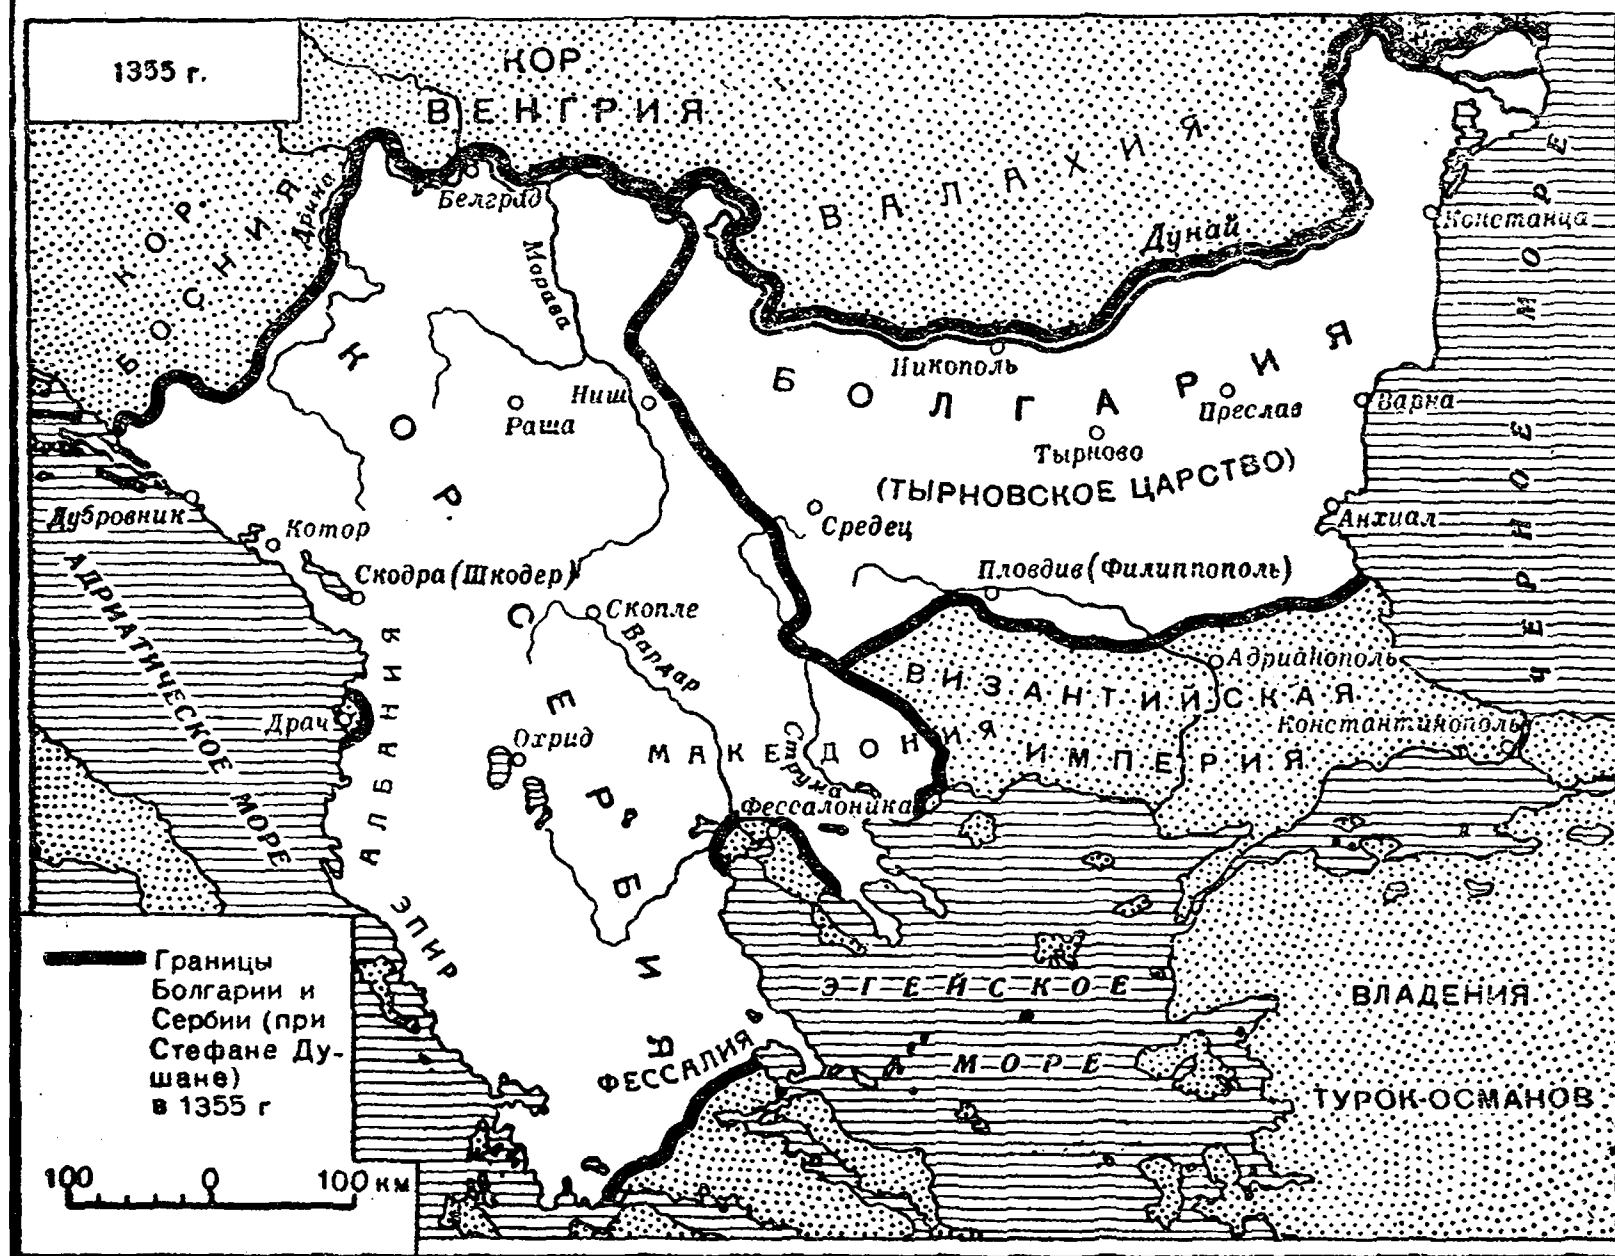 1355 г.
КОР
ВЕНГРИЯ
ВАЛАХИЯ
КОР.
БОСНИЯ
Дрина
Белград
Морава
Дунай
Констанца
ЧЕРНОЕ МОРЕ
Никополь
БОЛГАРИЯ
Преслав
Варна
Тырново
(ТЫРНОВСКОЕ ЦАРСТВО)
Ниш
Раша
КОР. СЕРБИЯ
Средец
Анхиал
Дубровник
Котор
Скодра (Шкодер)
Пловдив (Филиппополь)
АДРИАТИЧЕСКОЕ МОРЕ
Скопле
Вардар
Адрианополь
ВИЗАНТИЙСКАЯ
ИМПЕРИЯ
Константинополь
Драч
АЛБАНИЯ
Охрид
МАКЕДОНИЯ
Струма
Фессалоника
ЭПИР
ЭГЕЙСКОЕ
МОРЕ
ФЕССАЛИЯ
ВЛАДЕНИЯ
ТУРОК-ОСМАНОВ
Границы
Болгарии и
Сербии (при
Стефане Ду-
шане)
в 1355 г
100 0 100 км